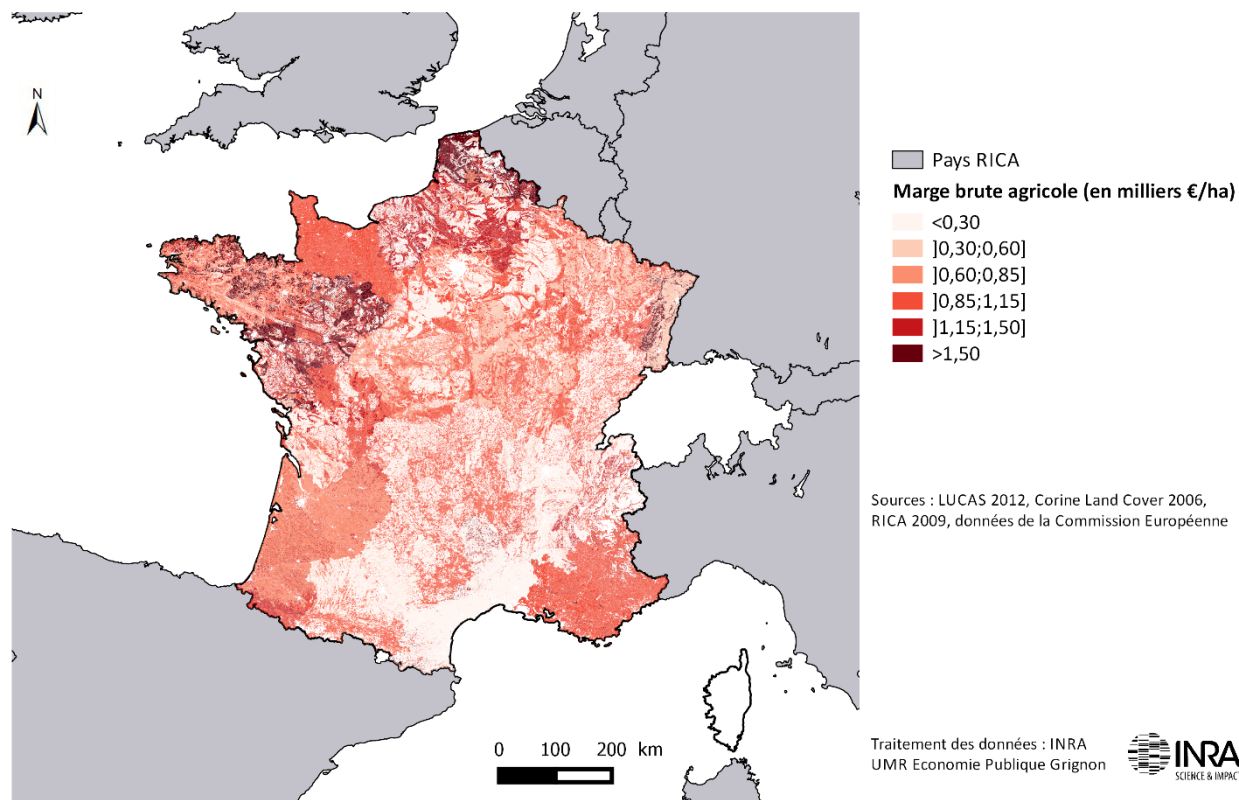 N
Pays RICA
Marge brute agricole (en milliers €/ha)
<0,30
]0,30;0,60]
]0,60;0,85]
]0,85;1,15]
]1,15;1,50]
>1,50
Sources : LUCAS 2012, Corine Land Cover 2006,
RICA 2009, données de la Commission Européenne
0 100 200 km
Traitement des données : INRA
UMR Economie Publique Grignon
INRA
SCIENCE & IMPACT